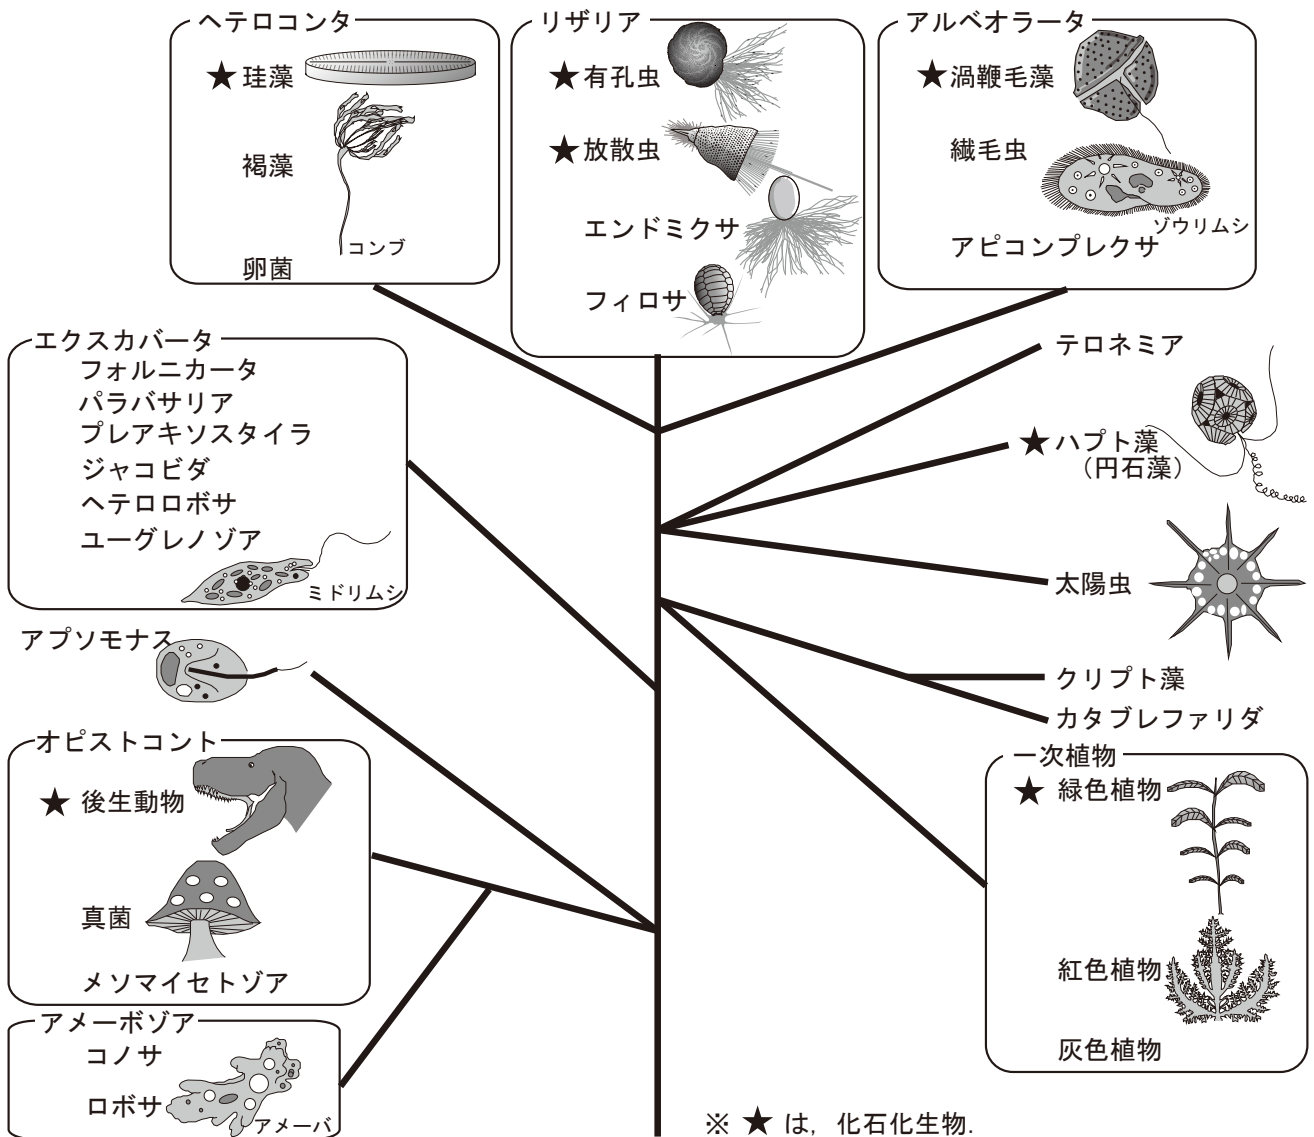 ヘテロコンタ
★ 珪藻
褐藻
コンブ
卵菌
リザリア
★ 有孔虫
★ 放散虫
エンドミクサ
フィロサ
アルベオラータ
★ 渦鞭毛藻
繊毛虫
ゾウリムシ
アピコンプレクサ
エクスカバータ
フォルニカータ
パラバサリア
プレアキソスタイラ
ジャコビダ
ヘテロロボサ
ユーグレノゾア
ミドリムシ
テロネミア
★ ハプト藻
（円石藻）
太陽虫
クリプト藻
カタブレファリダ
アプソモナス
オピストコント
★ 後生動物
真菌
メソマイセトゾア
アメーボゾア
コノサ
ロボサ
アメーバ
一次植物
★ 緑色植物
紅色植物
灰色植物
※ ★ は, 化石化生物.